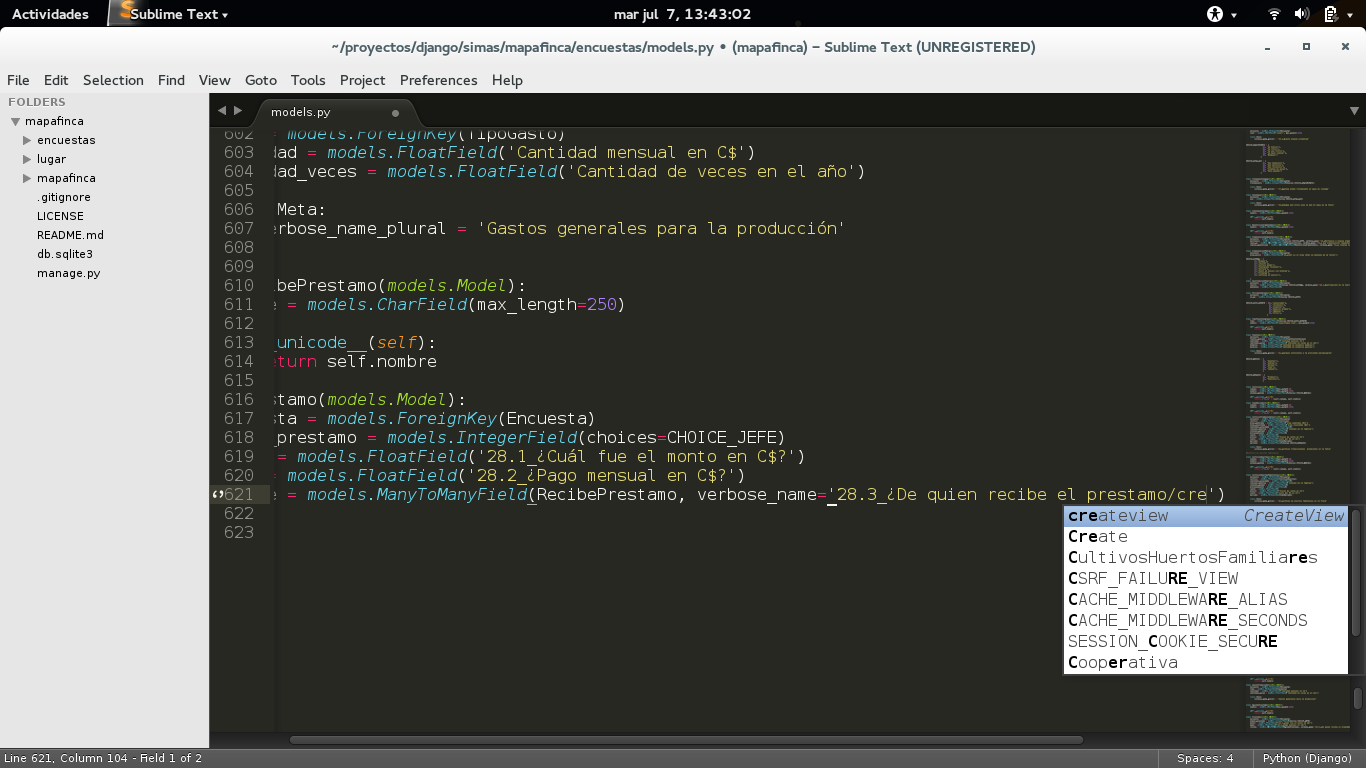 Actividades Sublime Text mar jul 7, 13:43:02
~/proyectos/django/simas/mapafinca/encuestas/models.py • (mapafinca) – Sublime Text (UNREGISTERED)
File Edit Selection Find View Goto Tools Project Preferences Help
FOLDERS
mapafinca
encuestas
lugar
mapafinca
.gitignore
LICENSE
README.md
db.sqlite3
manage.py
models.py
602 = models.ForeignKey(TipoGasto)
603 dad = models.FloatField('Cantidad mensual en C$')
604 dad_veces = models.FloatField('Cantidad de veces en el año')
605
606 Meta:
607 erbose_name_plural = 'Gastos generales para la producción'
608
609
610 ibePrestamo(models.Model):
611 e = models.CharField(max_length=250)
612
613 _unicode__(self):
614 eturn self.nombre
615
616 stamo(models.Model):
617 sta = models.ForeignKey(Encuesta)
618 _prestamo = models.IntegerField(choices=CHOICE_JEFE)
619 = models.FloatField('28.1_¿Cuál fue el monto en C$?')
620 = models.FloatField('28.2_¿Pago mensual en C$?')
621 e = models.ManyToManyField(RecibePrestamo, verbose_name='28.3_¿De quien recibe el prestamo/cre')
622
623
createview CreateView
Create
CultivosHuertosFamiliares
CSRF_FAILURE_VIEW
CACHE_MIDDLEWARE_ALIAS
CACHE_MIDDLEWARE_SECONDS
SESSION_COOKIE_SECURE
Cooperativa
Line 621, Column 104 - Field 1 of 2 Spaces: 4 Python (Django)